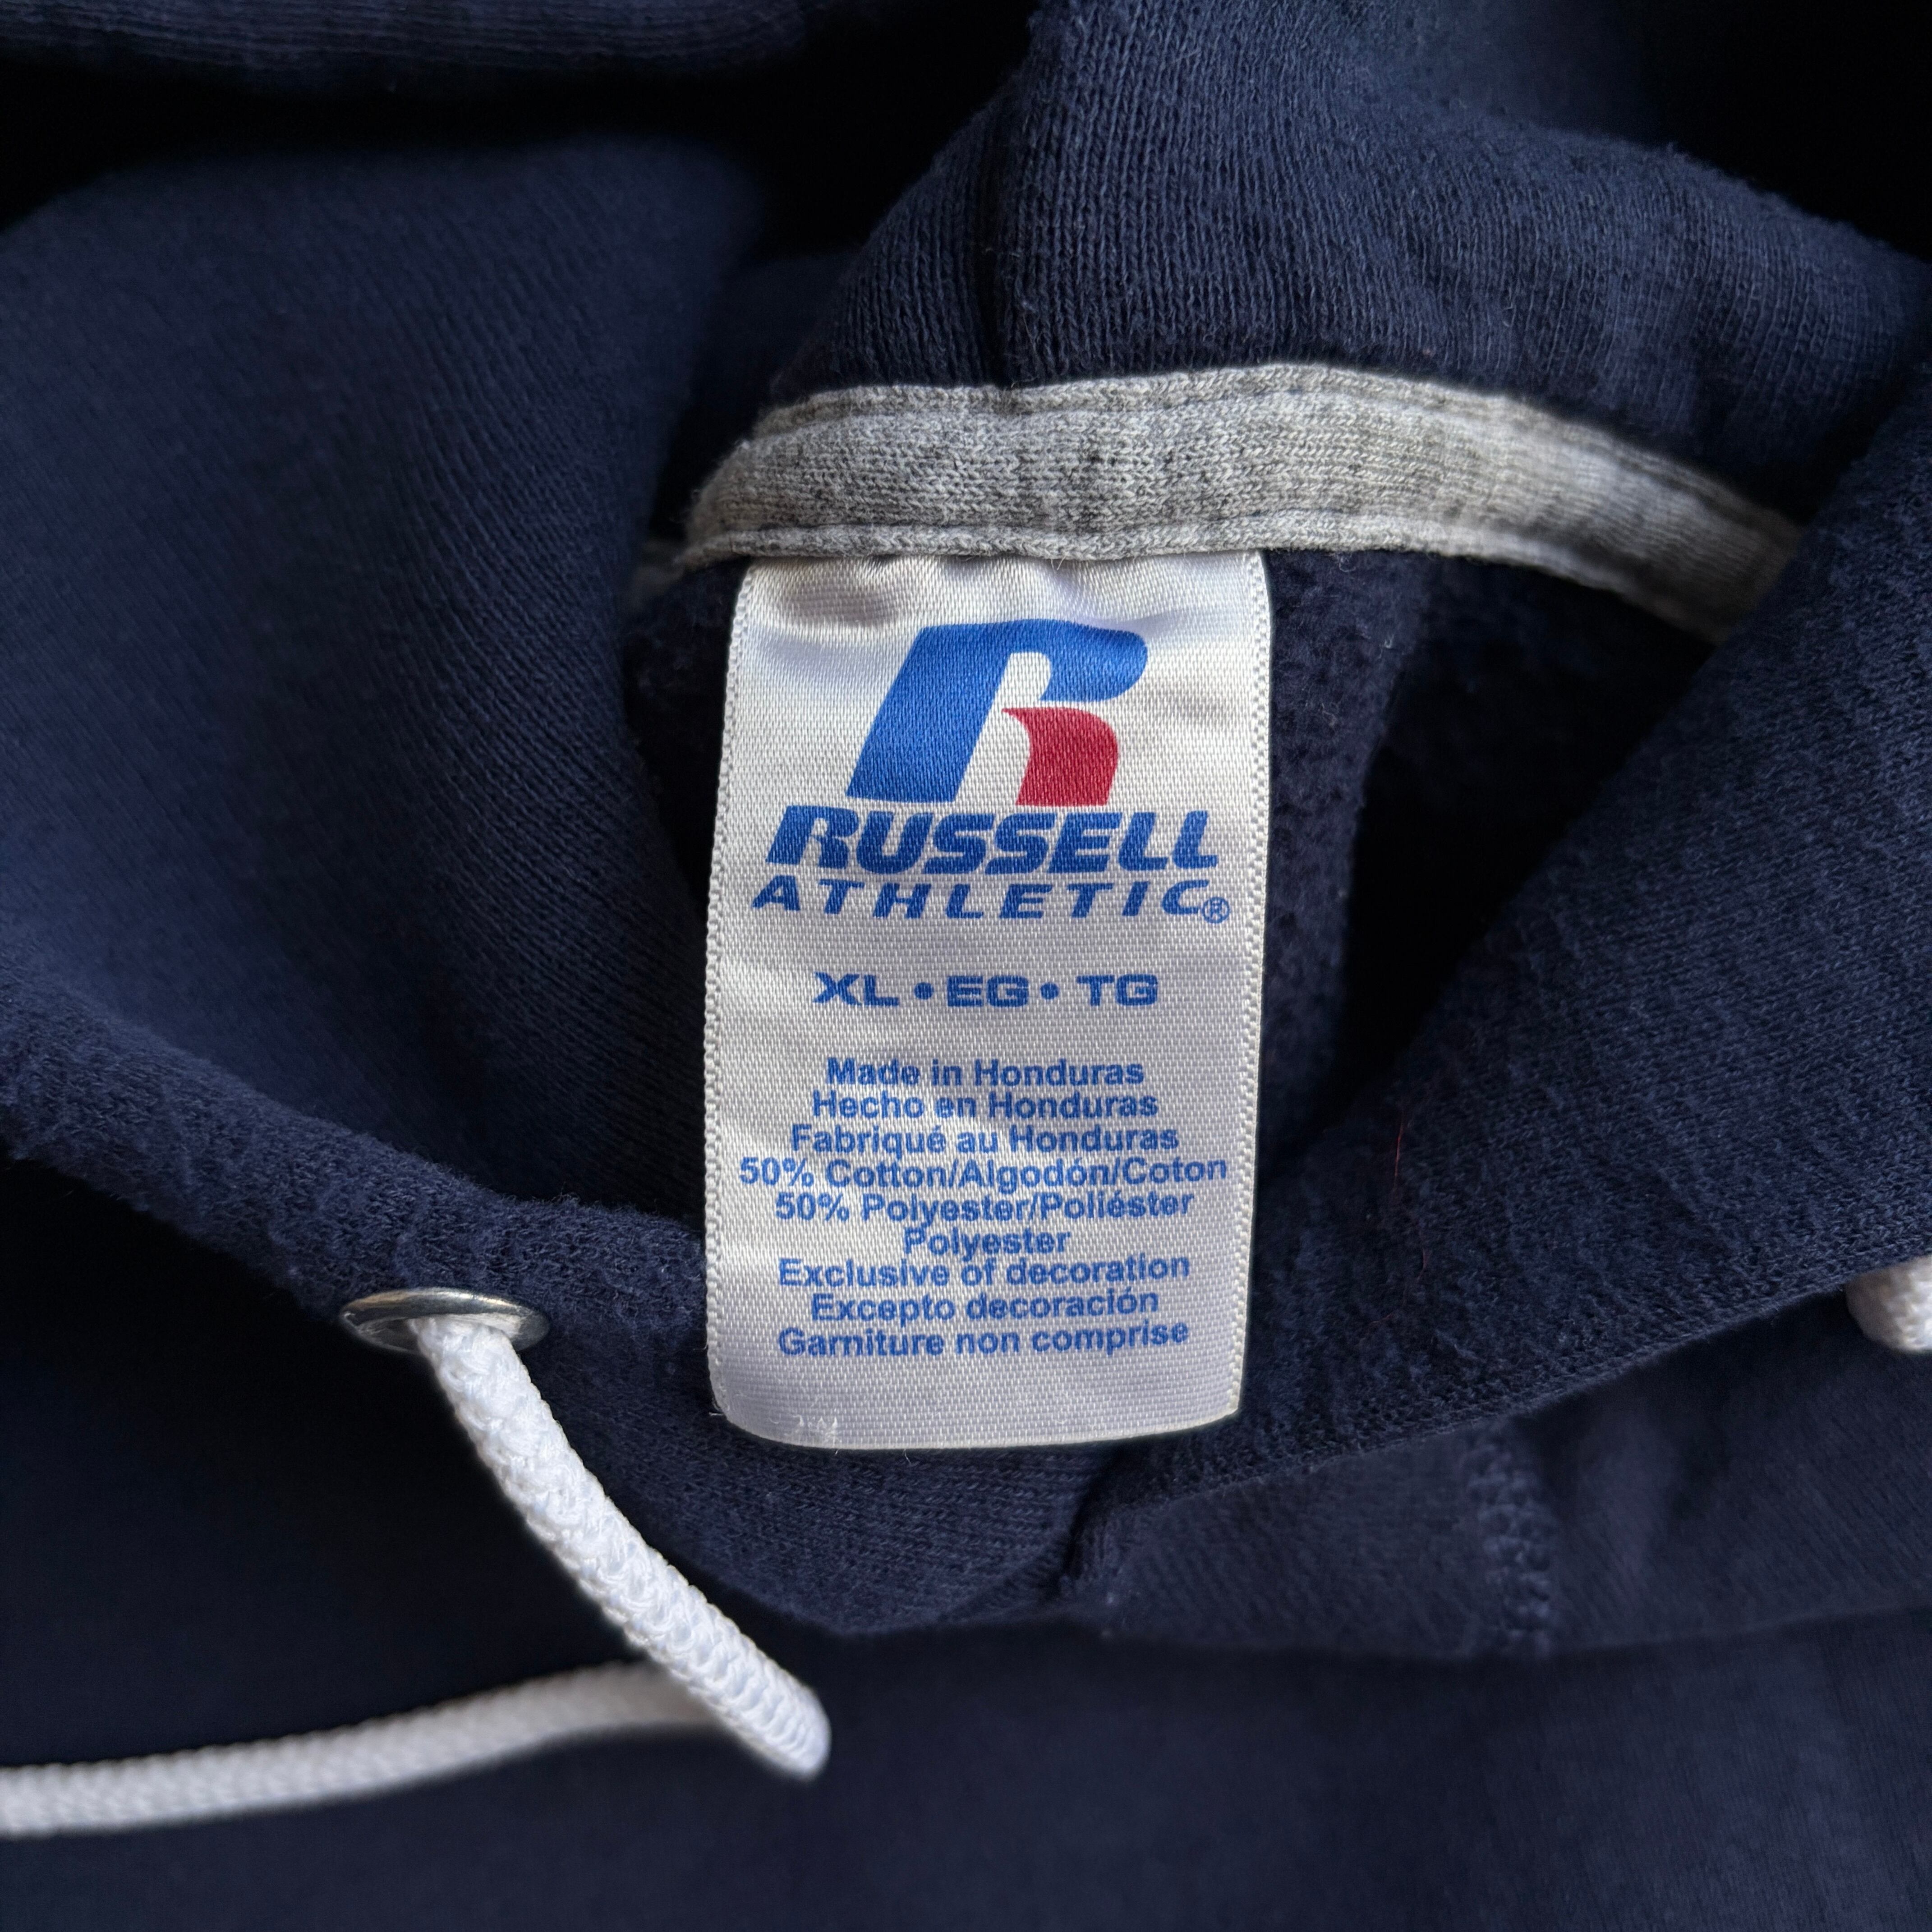 R
RUSSELL
ATHLETIC®
XL • EG • TG
Made in Honduras
Hecho en Honduras
Fabriqué au Honduras
50% Cotton/Algodón/Coton
50% Polyester/Poliéster
Polyester
Exclusive of decoration
Excepto decoración
Garniture non comprise